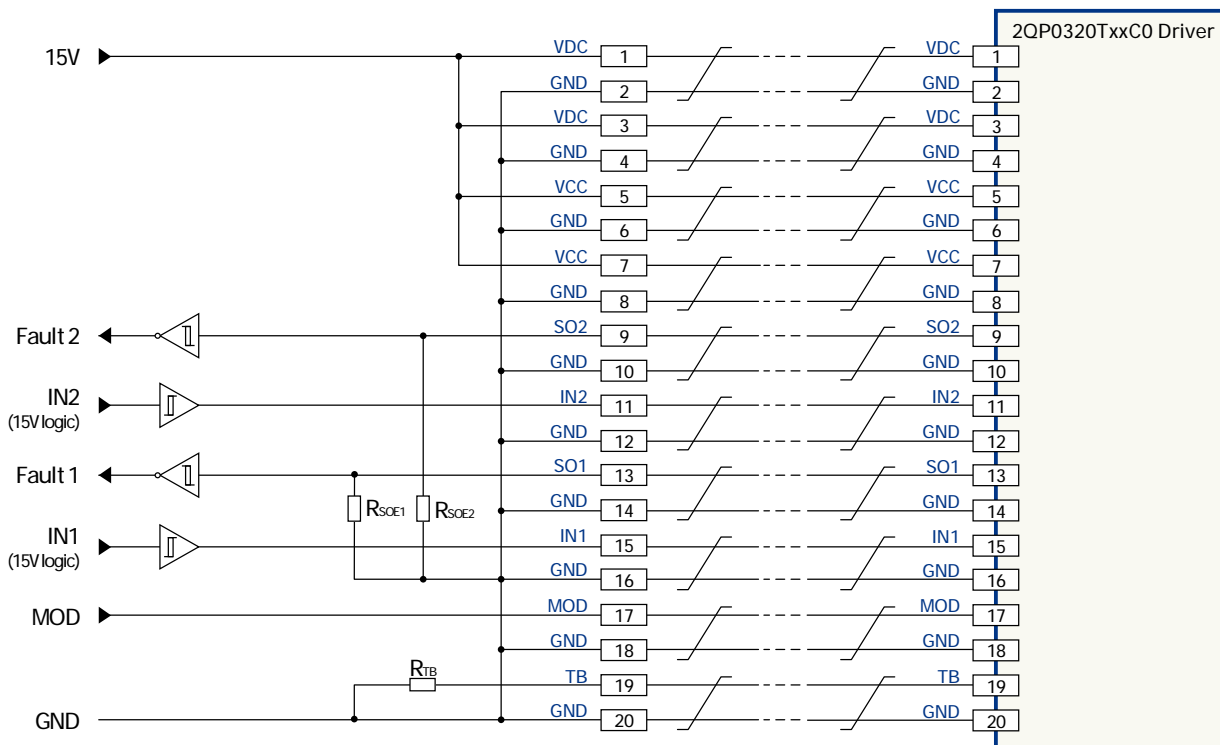 2QP0320TxxC0 Driver
15V VDC 1 VDC 1
GND 2 GND 2
VDC 3 VDC 3
GND 4 GND 4
VCC 5 VCC 5
GND 6 GND 6
VCC 7 VCC 7
GND 8 GND 8
Fault 2 SO2 9 SO2 9
GND 10 GND 10
IN2 IN2 11 IN2 11
(15V logic)
GND 12 GND 12
Fault 1 SO1 13 SO1 13
RSOE1 RSOE2 GND 14 GND 14
IN1 IN1 15 IN1 15
(15V logic)
GND 16 GND 16
MOD MOD 17 MOD 17
GND 18 GND 18
RTB TB 19 TB 19
GND GND 20 GND 20